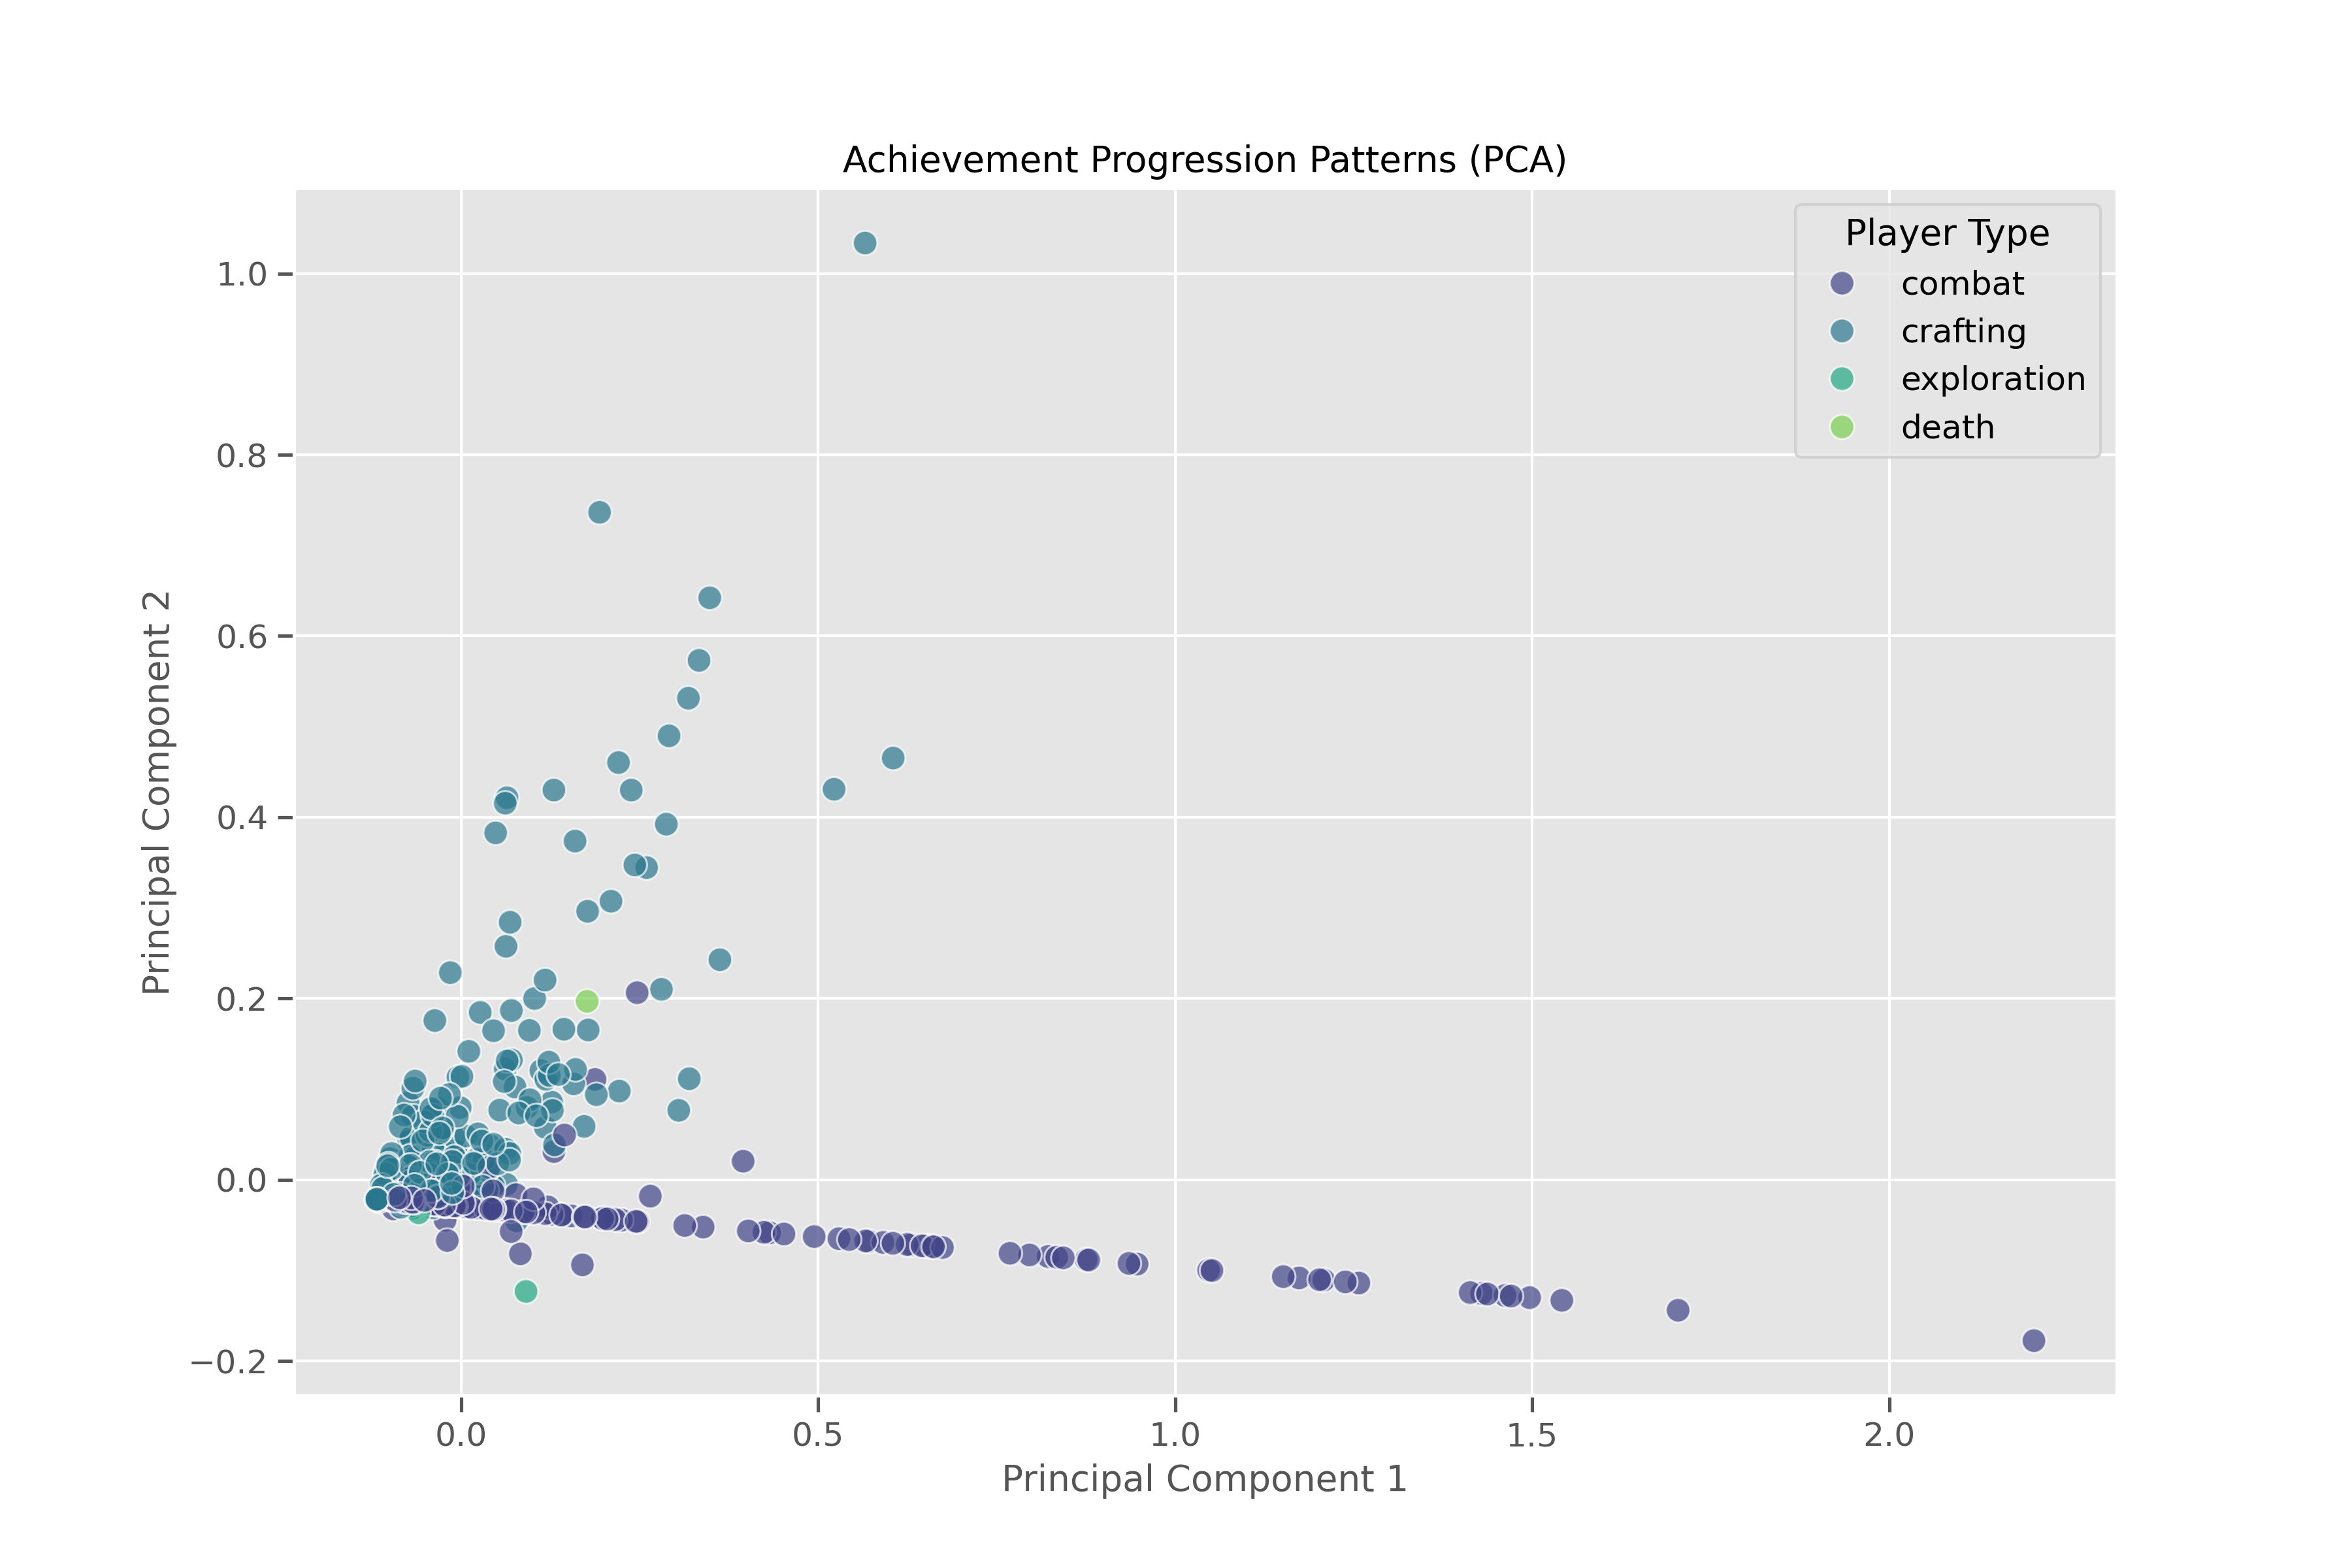 Achievement Progression Patterns (PCA)
Player Type
combat
crafting
exploration
death
Principal Component 2
1.0
0.8
0.6
0.4
0.2
0.0
−0.2
0.0
0.5
1.0
1.5
2.0
Principal Component 1